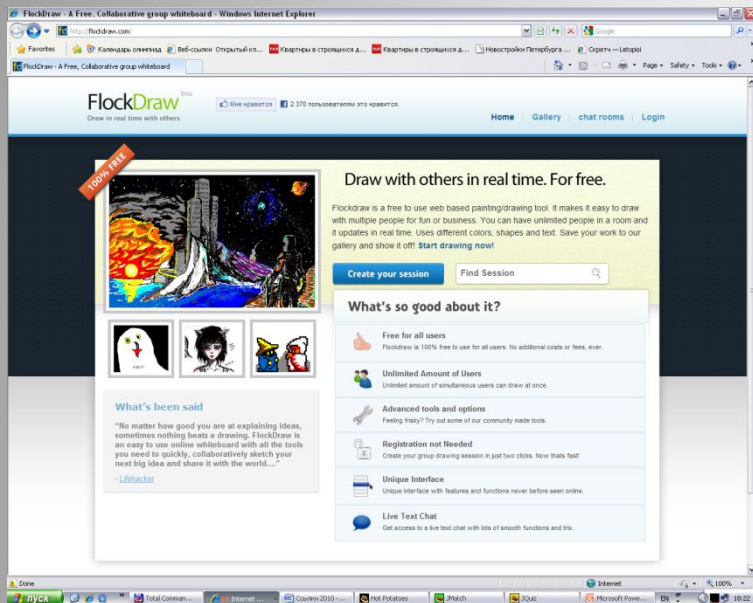 FlockDraw - A Free, Collaborative group whiteboard - Windows Internet Explorer
http://flockdraw.com/
Google
Favorites Календарь олимпиад Веб-ссылки Открытый кл... Квартиры в строящихся д... Квартиры в строящихся д... Новостройки Петербурга ... Скретч — Letopisi
FlockDraw - A Free, Collaborative group whiteboard
Page Safety Tools
FlockDraw Beta
Мне нравится 2 370 пользователям это нравится.
Draw in real time with others
Home Gallery chat rooms Login
100% FREE
Draw with others in real time. For free.
Flockdraw is a free to use web based painting/drawing tool. It makes it easy to draw
with multiple people for fun or business. You can have unlimited people in a room and
it updates in real time. Uses different colors, shapes and text. Save your work to our
gallery and show it off! Start drawing now!
Create your session
Find Session
What's so good about it?
Free for all users
Flockdraw is 100% free to use for all users. No additional costs or fees, ever.
Unlimited Amount of Users
Unlimited amount of simultaneous users can draw at once.
Advanced tools and options
Feeling frisky? Try out some of our community made tools.
Registration not Needed
Create your group drawing session in just two clicks. Now thats fast!
Unique Interface
Unique interface with features and functions never before seen online.
Live Text Chat
Get access to a live text chat with lots of smooth functions and trix.
What's been said
"No matter how good you are at explaining ideas,
sometimes nothing beats a drawing. FlockDraw is
an easy to use online whiteboard with all the tools
you need to quickly, collaboratively sketch your
next big idea and share it with the world...."
- Lifehacker
Done
Internet
100%
пуск
Total Comman...
Internet ...
Ссылки 2010 -...
Hot Potatoes
JMatch
JQuiz
Microsoft Powe...
EN
18:22